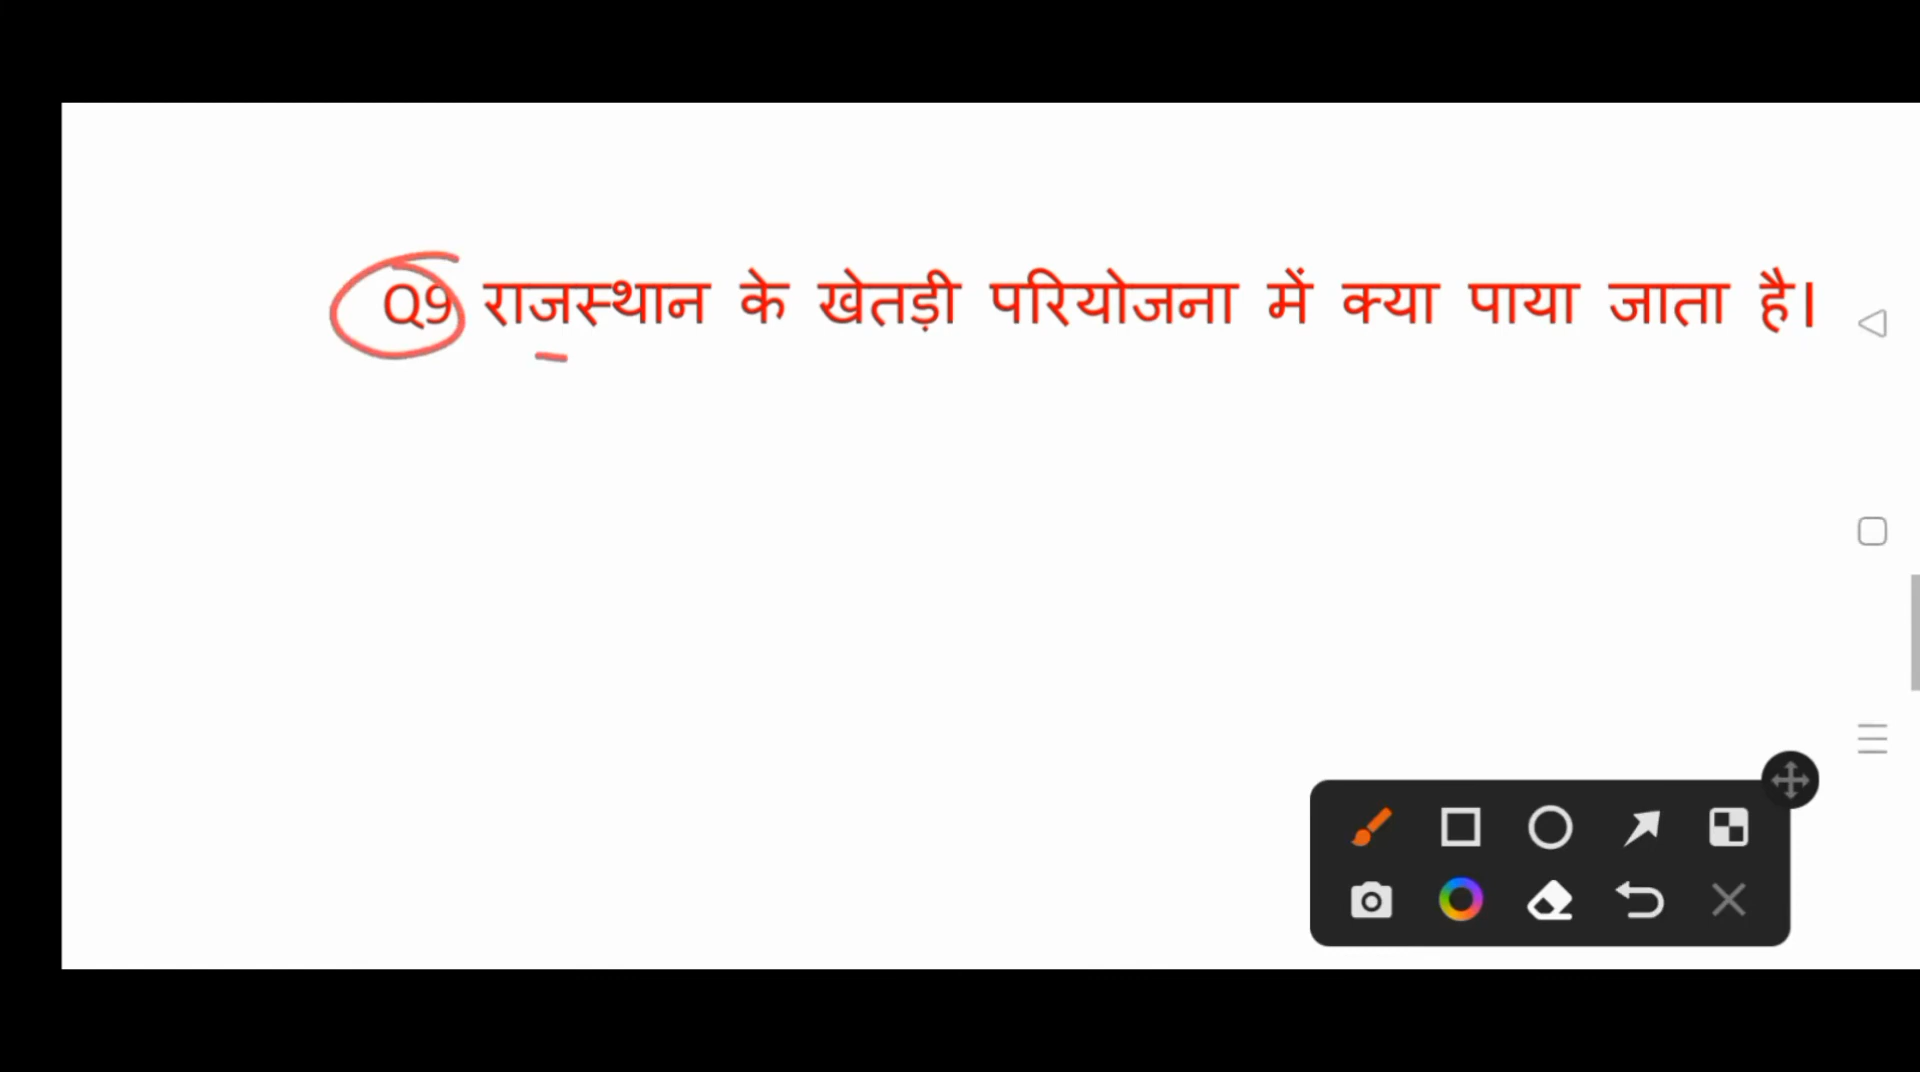 Q9 राजस्थान के खेतड़ी परियोजना में क्या पाया जाता है।